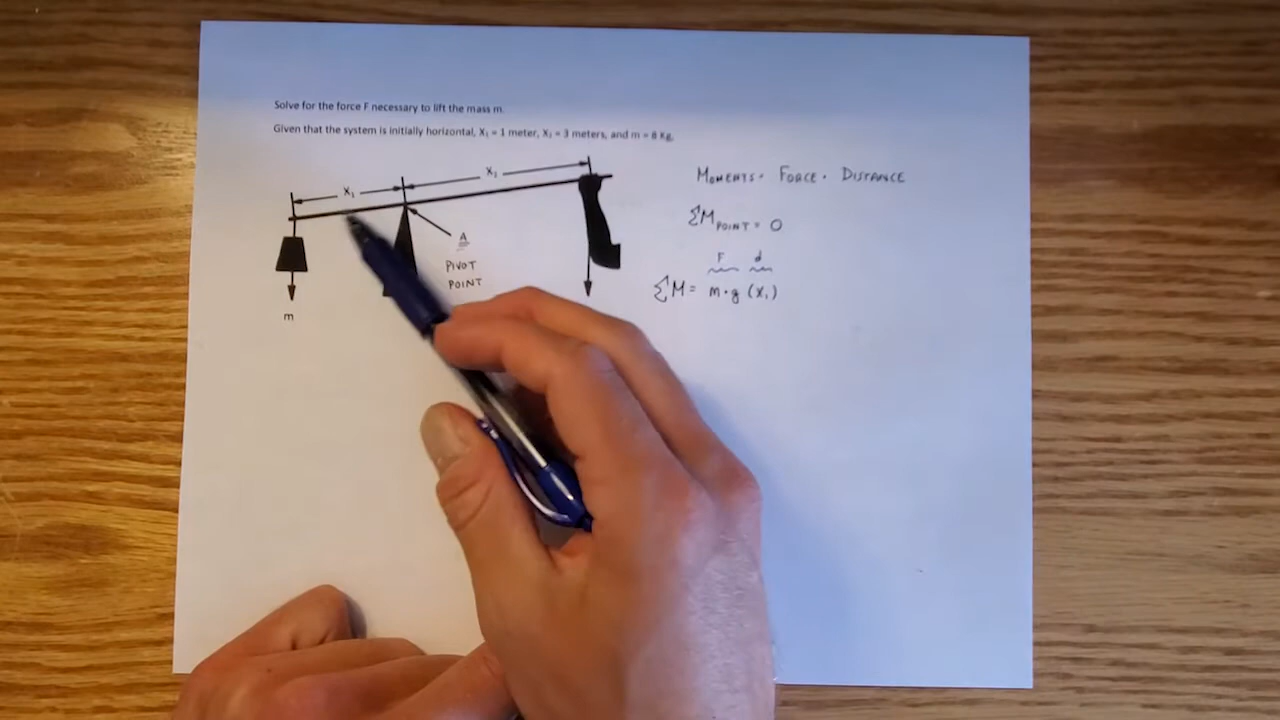 Solve for the force F necessary to lift the mass m.
Given that the system is initially horizontal, X₁ = 1 meter, X₂ = 3 meters, and m = 8 Kg.
X₁
X₂
A
PIVOT
POINT
m
MOMENTS = FORCE · DISTANCE
ΣM POINT = 0
F d
ΣM = m·g (X₁)